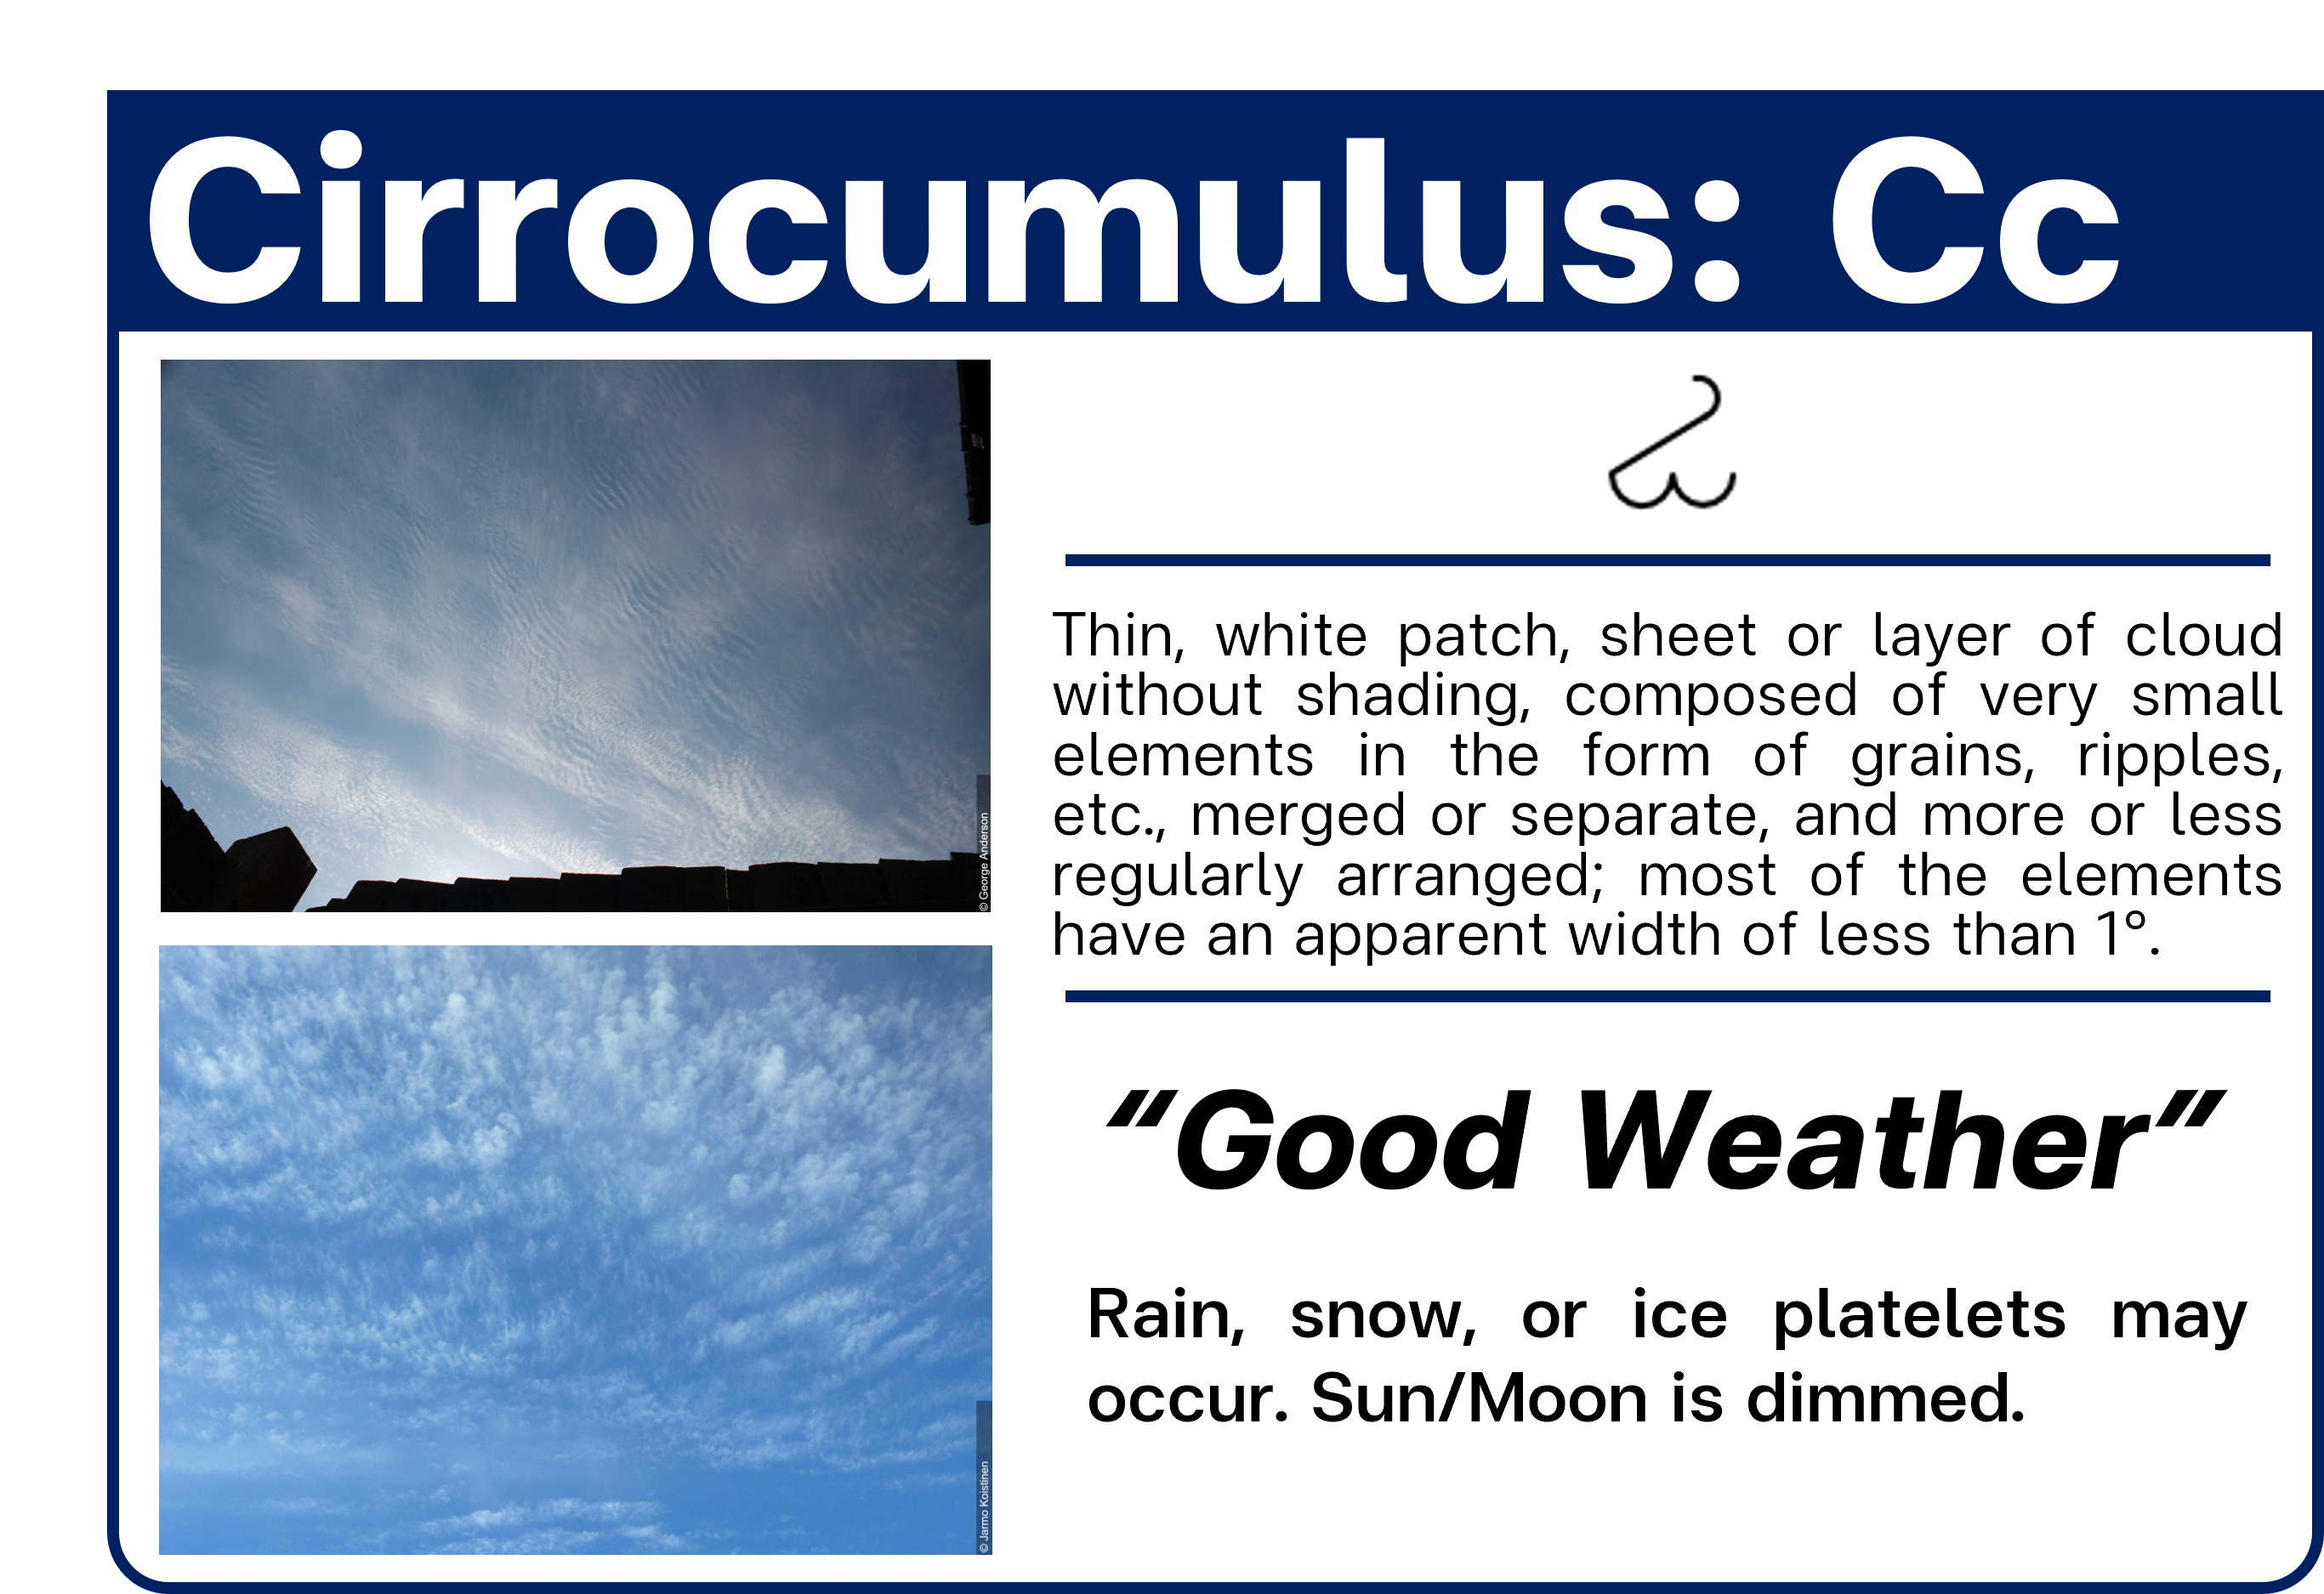 Cirrocumulus: Cc
© George Anderson
© Jarmo Koistinen
Thin, white patch, sheet or layer of cloud
without shading, composed of very small
elements in the form of grains, ripples,
etc., merged or separate, and more or less
regularly arranged; most of the elements
have an apparent width of less than 1°.
"Good Weather"
Rain, snow, or ice platelets may
occur. Sun/Moon is dimmed.